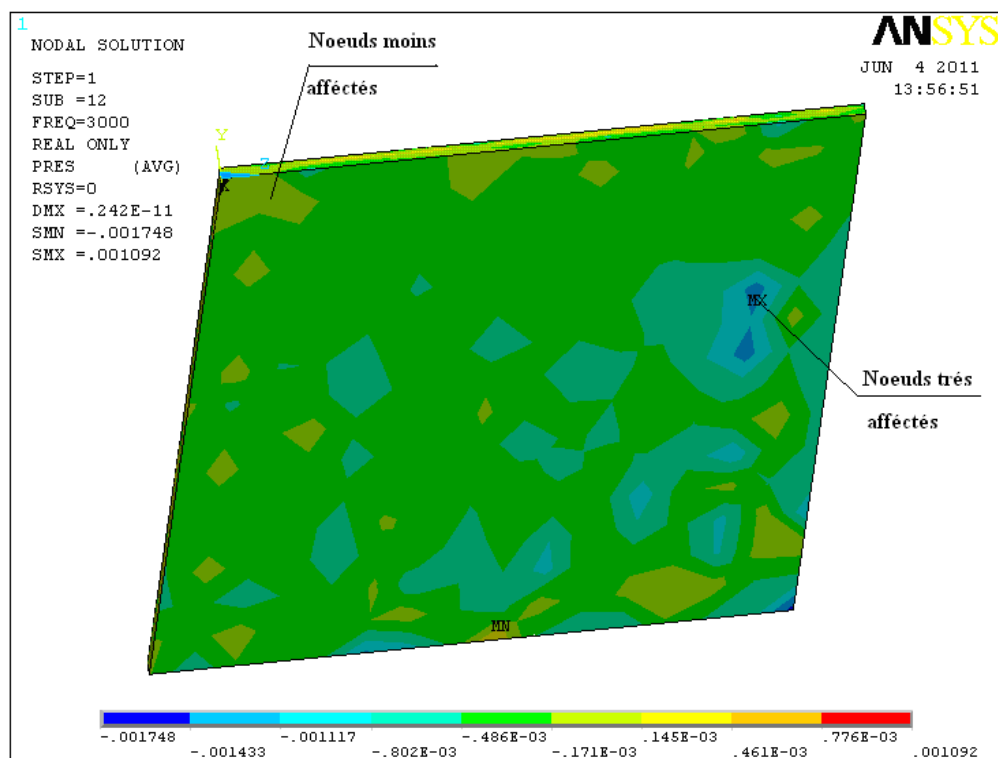 1
NODAL SOLUTION
STEP=1
SUB =12
FREQ=3000
REAL ONLY
PRES (AVG)
RSYS=0
DMX =.242E-11
SMN =-.001748
SMX =.001092
Noeuds moins
afféctés
ANSYS
JUN 4 2011
13:56:51
Y
Z
X
MX
Noeuds trés
afféctés
MN
-.001748
-.001433
-.001117
-.802E-03
-.486E-03
-.171E-03
.145E-03
.461E-03
.776E-03
.001092